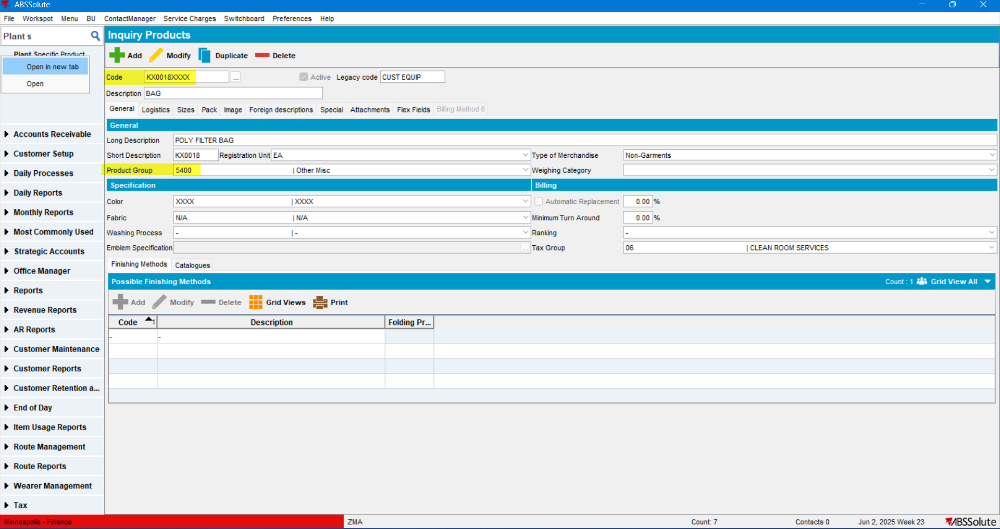 ABSSolute
File Workspot Menu BU ContactManager Service Charges Switchboard Preferences Help
Plant s
Plant Specific Product
Open in new tab
Open
Accounts Receivable
Customer Setup
Daily Processes
Daily Reports
Monthly Reports
Most Commonly Used
Strategic Accounts
Office Manager
Reports
Revenue Reports
AR Reports
Customer Maintenance
Customer Reports
Customer Retention a...
End of Day
Item Usage Reports
Route Management
Route Reports
Wearer Management
Tax
Inquiry Products
Add Modify Duplicate Delete
Code KX0018XXXX ... Active Legacy code CUST EQUIP
Description BAG
General Logistics Sizes Pack Image Foreign descriptions Special Attachments Flex Fields Billing Method 6
General
Long Description POLY FILTER BAG
Short Description KX0018 Registration Unit EA Type of Merchandise Non-Garments
Product Group 5400 | Other Misc Weighing Category
Specification Billing
Color XXXX | XXXX Automatic Replacement 0.00 %
Fabric N/A | N/A Minimum Turn Around 0.00 %
Washing Process - | - Ranking -
Emblem Specification ... Tax Group 06 | CLEAN ROOM SERVICES
Finishing Methods Catalogues
Possible Finishing Methods Count : 1 Grid View All
Add Modify Delete Grid Views Print
Code 1 Description Folding Pr...
- -
Minneapolis - Finance ZMA Count: 7 Contacts 0 Jun 2, 2025 Week 23 ABSSolute